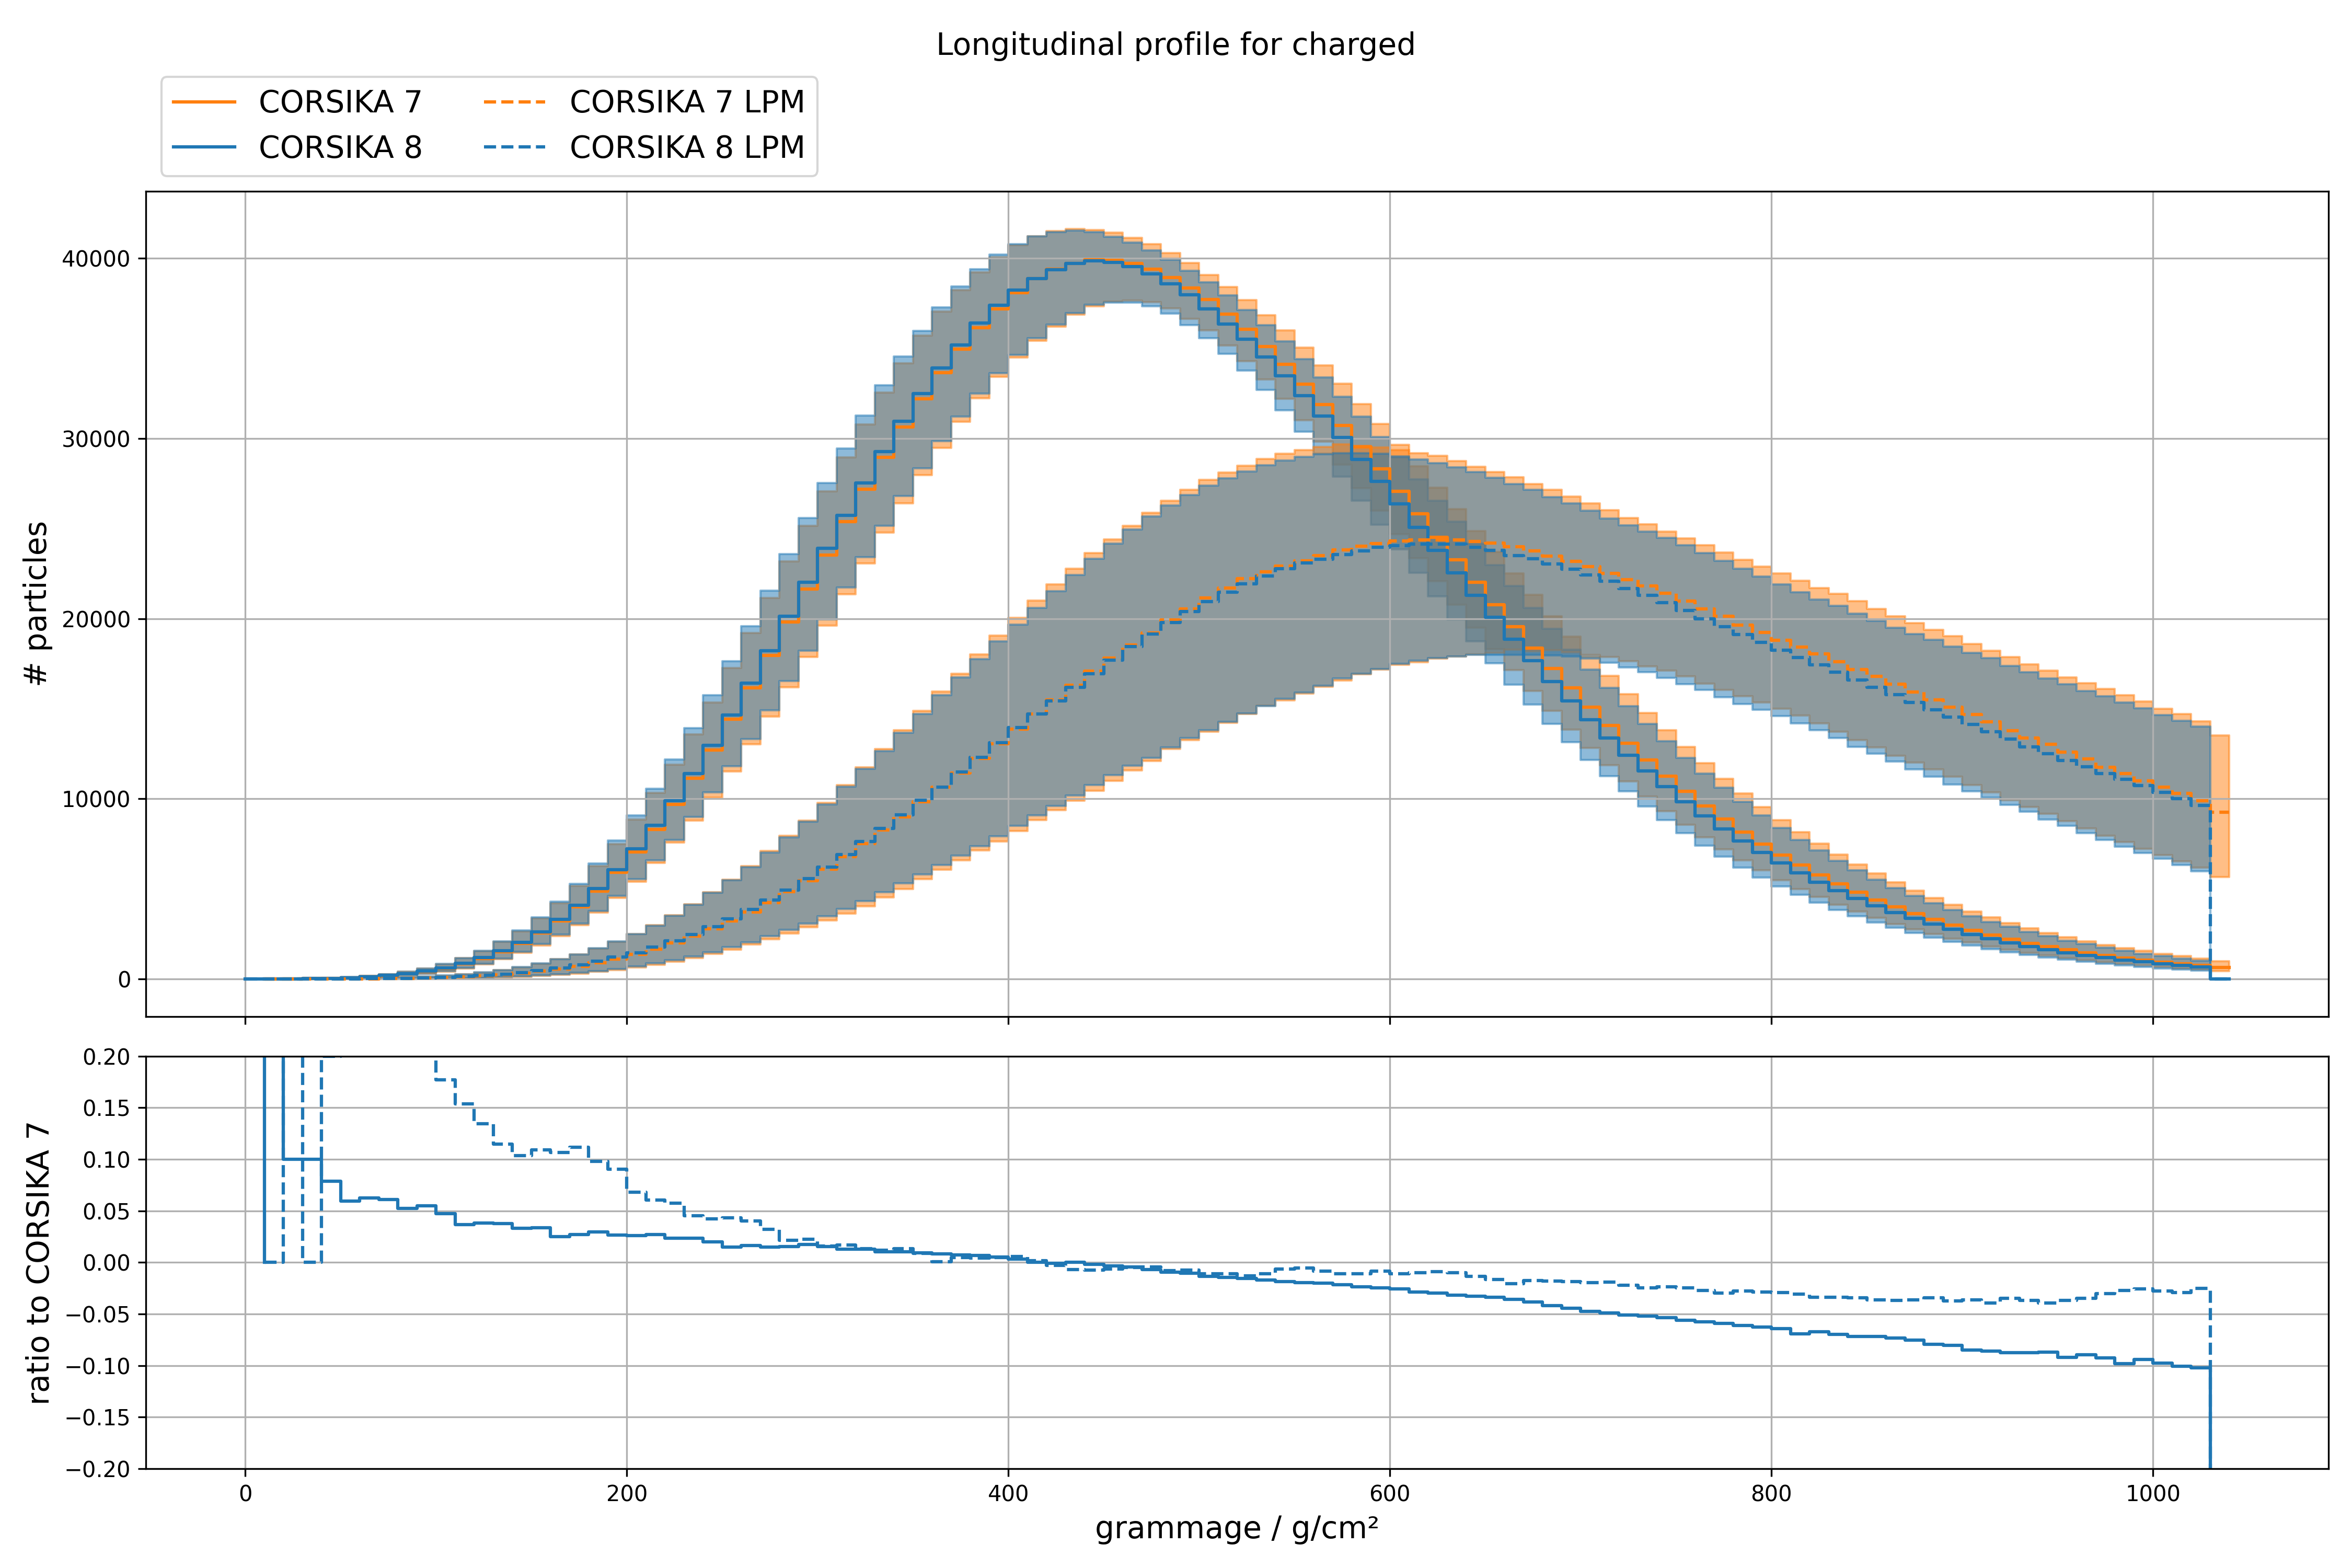 Longitudinal profile for charged
CORSIKA 7
CORSIKA 8
CORSIKA 7 LPM
CORSIKA 8 LPM
# particles
40000
30000
20000
10000
0
ratio to CORSIKA 7
0.20
0.15
0.10
0.05
0.00
−0.05
−0.10
−0.15
−0.20
0 200 400 600 800 1000
grammage / g/cm²